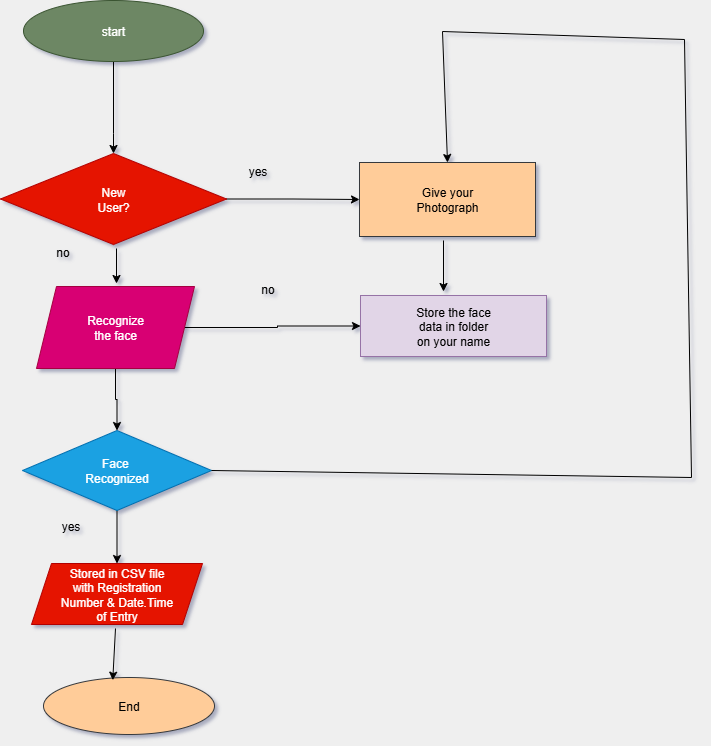 start
New
User?
yes
Give your
Photograph
no
Recognize
the face
no
Store the face
data in folder
on your name
Face
Recognized
yes
Stored in CSV file
with Registration
Number & Date.Time
of Entry
End